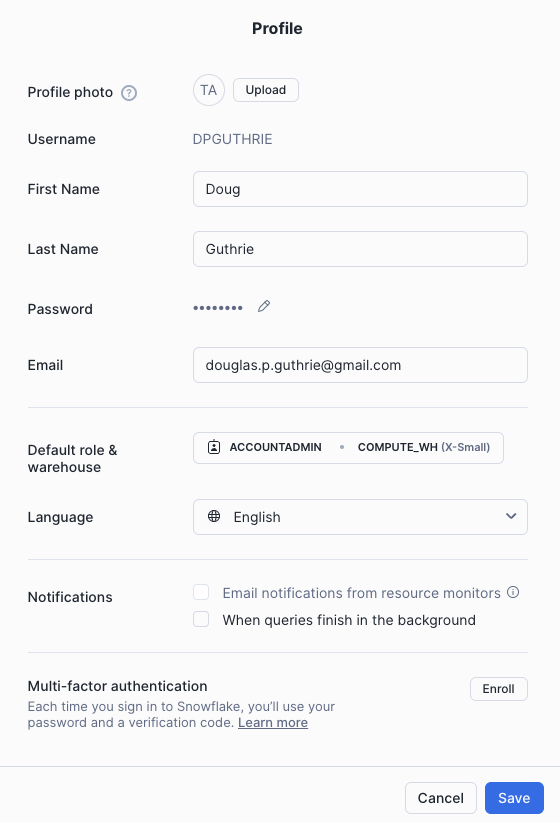 Profile
Profile photo ?
TA
Upload
Username
DPGUTHRIE
First Name
Doug
Last Name
Guthrie
Password
••••••••
Email
douglas.p.guthrie@gmail.com
Default role &
warehouse
ACCOUNTADMIN • COMPUTE_WH (X-Small)
Language
English
Notifications
Email notifications from resource monitors
When queries finish in the background
Multi-factor authentication
Each time you sign in to Snowflake, you’ll use your
password and a verification code. Learn more
Enroll
Cancel
Save